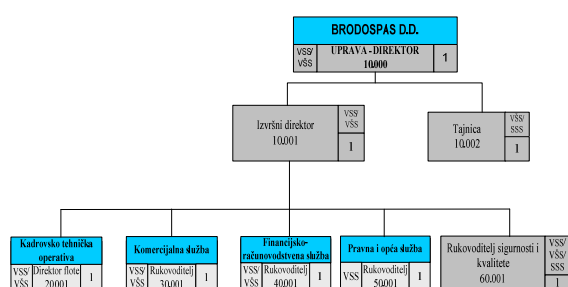 BRODOSPAS D.D.
VSS/
VŠS
UPRAVA - DIREKTOR
10.000
1
Izvršni direktor
10.001
VSS/
VŠS
1
Tajnica
10.002
VŠS/
SSS
1
Kadrovsko tehnička
operativa
VSS/
VŠS
Direktor flote
20.001
1
Komercijalna služba
VSS/
VŠS
Rukovoditelj
30.001
1
Financijsko-
računovodstvena služba
VSS/
VŠS
Rukovoditelj
40.001
1
Pravna i opća služba
VSS
Rukovoditelj
50.001
1
Rukovoditelj sigurnosti i
kvalitete
60.001
VSS/
VŠS/
SSS
1